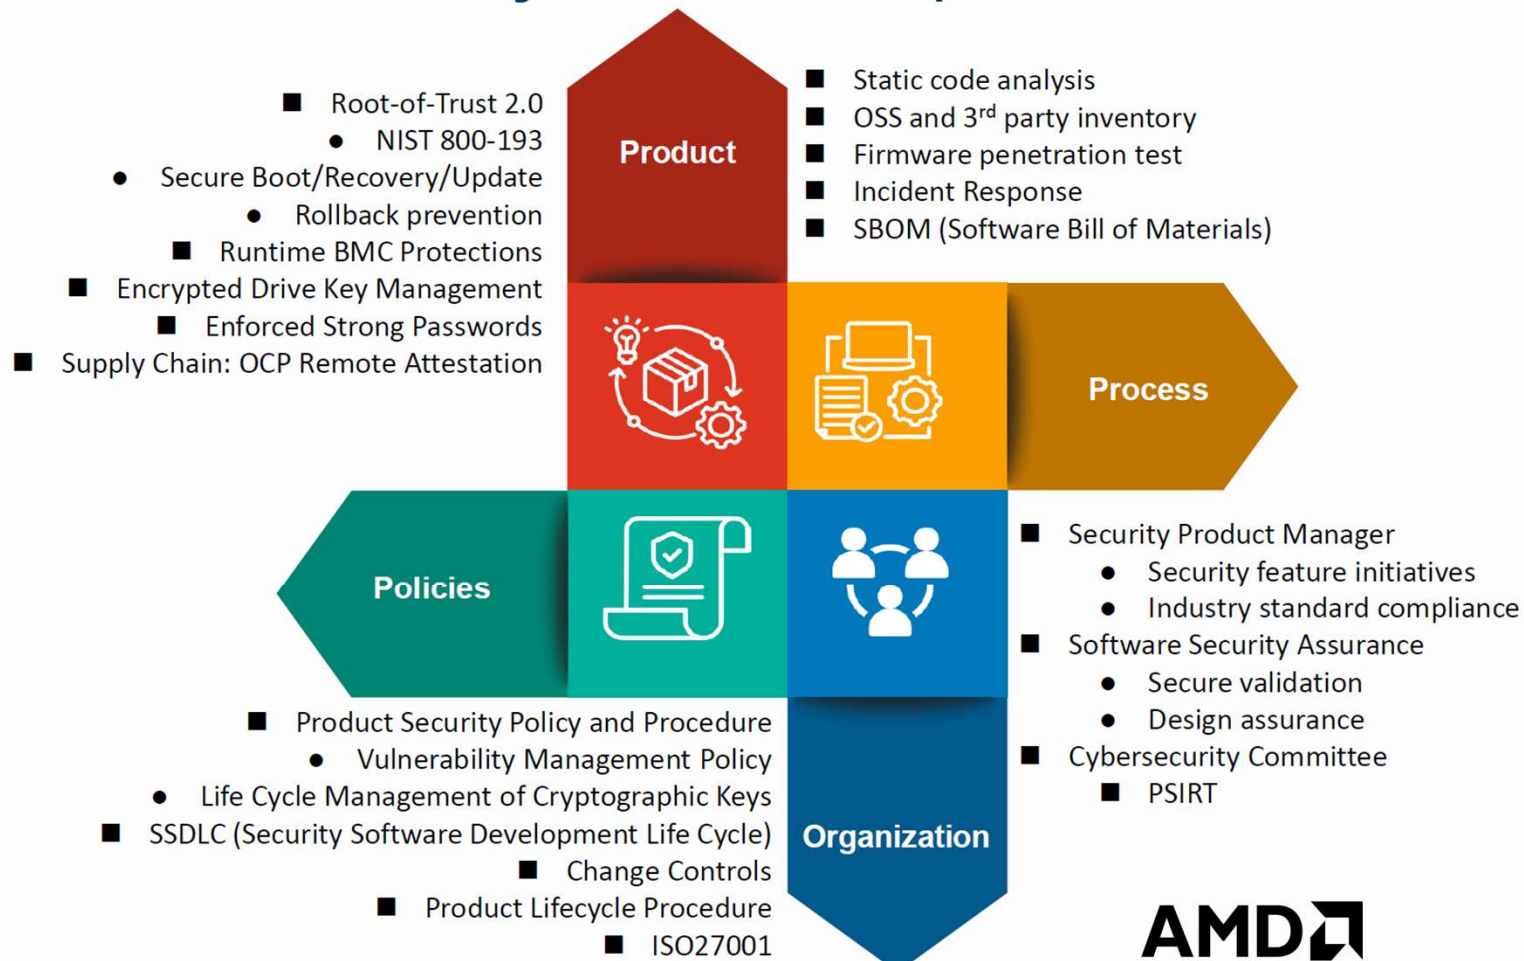 Root-of-Trust 2.0
NIST 800-193
Secure Boot/Recovery/Update
Rollback prevention
Runtime BMC Protections
Encrypted Drive Key Management
Enforced Strong Passwords
Supply Chain: OCP Remote Attestation
Product
Static code analysis
OSS and 3rd party inventory
Firmware penetration test
Incident Response
SBOM (Software Bill of Materials)
Process
Policies
Product Security Policy and Procedure
Vulnerability Management Policy
Life Cycle Management of Cryptographic Keys
SSDLC (Security Software Development Life Cycle)
Change Controls
Product Lifecycle Procedure
ISO27001
Security Product Manager
Security feature initiatives
Industry standard compliance
Software Security Assurance
Secure validation
Design assurance
Cybersecurity Committee
PSIRT
Organization
AMD